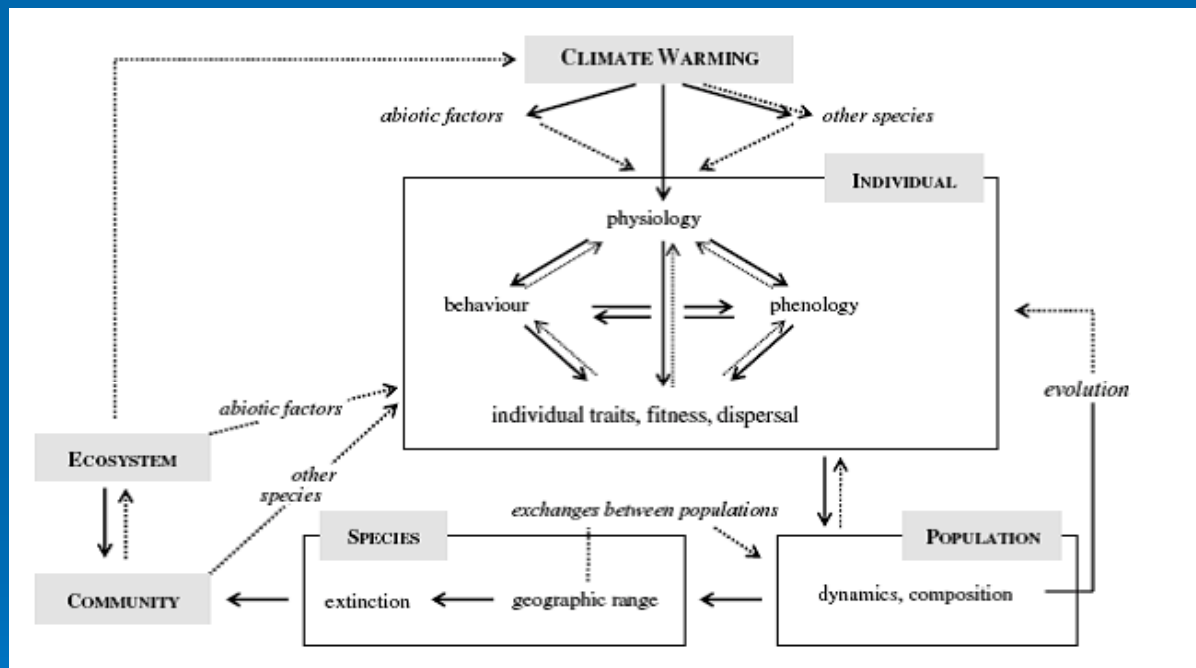 CLIMATE WARMING
abiotic factors
other species
INDIVIDUAL
physiology
behaviour
phenology
individual traits, fitness, dispersal
evolution
abiotic factors
ECOSYSTEM
other
species
exchanges between populations
SPECIES
POPULATION
COMMUNITY
extinction
geographic range
dynamics, composition